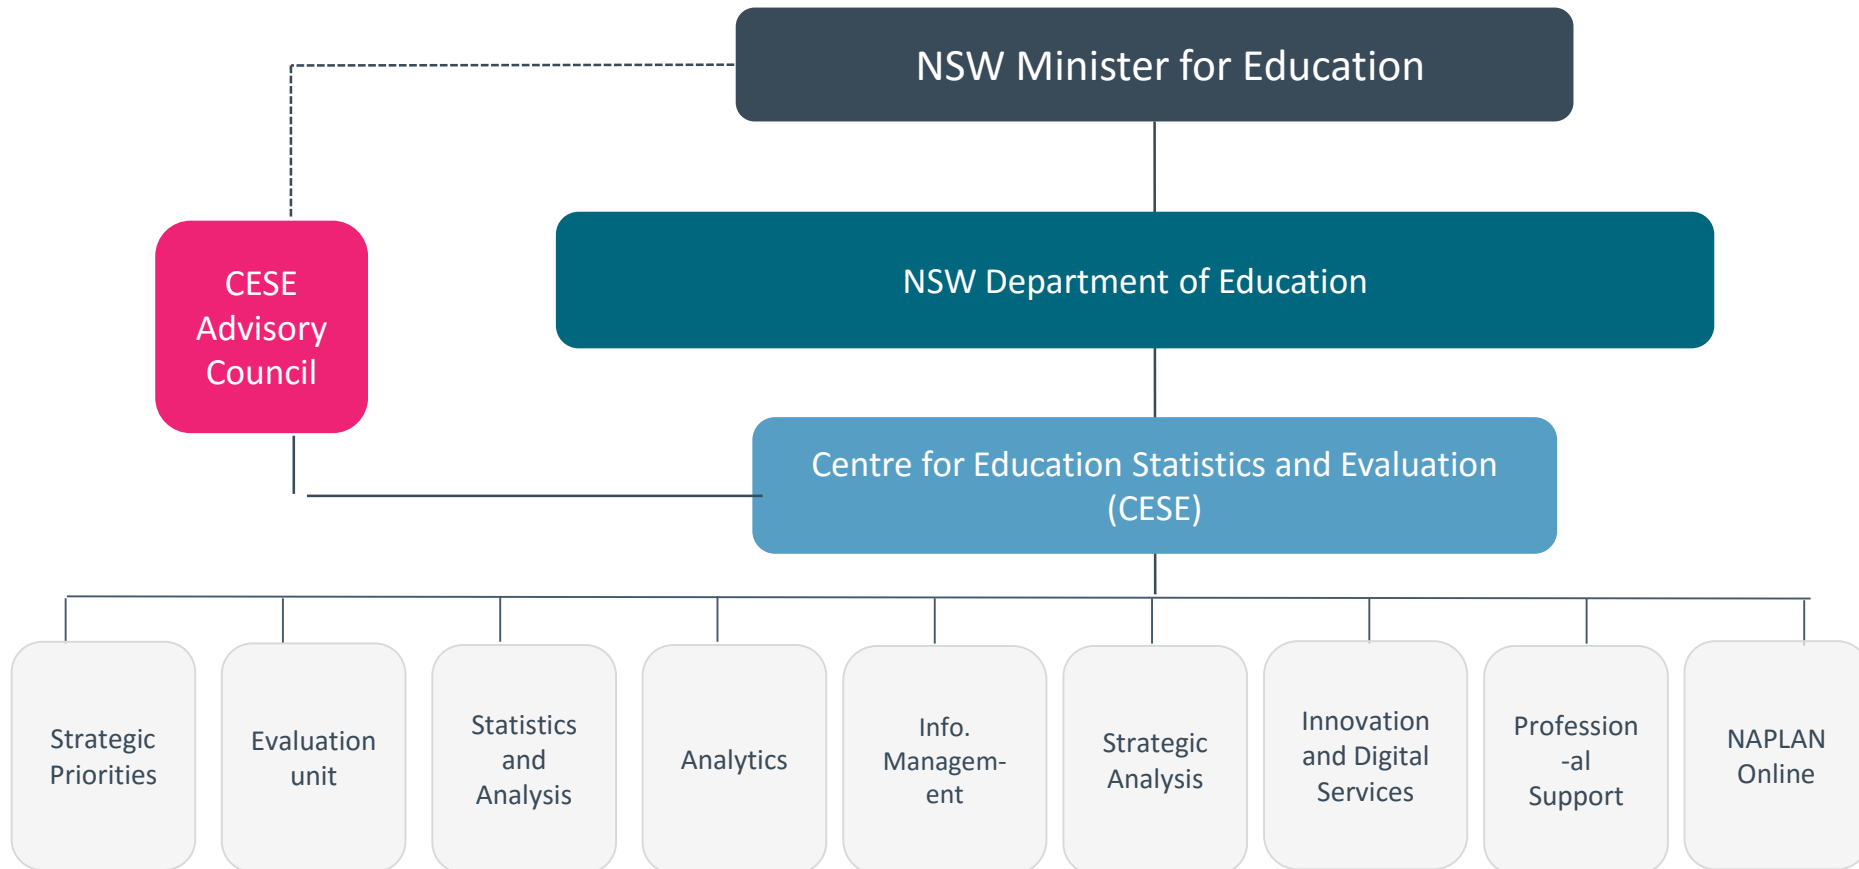 NSW Minister for Education
CESE
Advisory
Council
NSW Department of Education
Centre for Education Statistics and Evaluation
(CESE)
Strategic
Priorities
Evaluation
unit
Statistics
and
Analysis
Analytics
Info.
Managem-
ent
Strategic
Analysis
Innovation
and Digital
Services
Profession
-al
Support
NAPLAN
Online